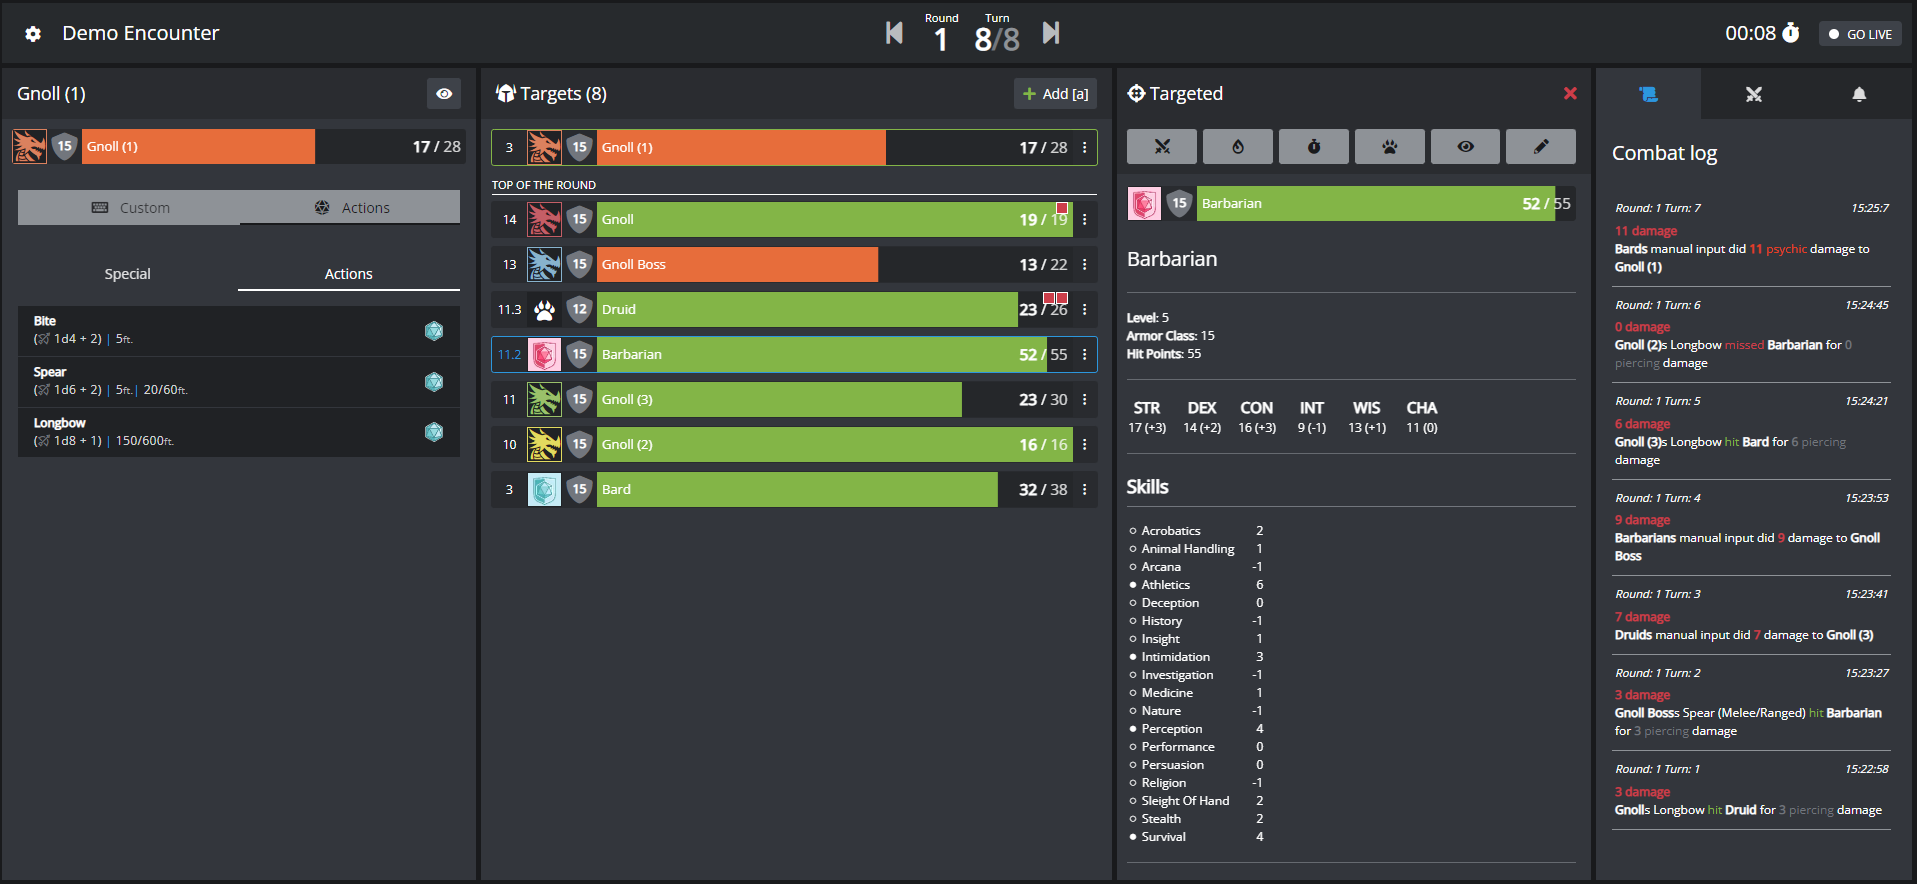 Demo Encounter
Round
1
Turn
8/8
00:08
GO LIVE
Gnoll (1)
15
Gnoll (1)
17 / 28
Custom
Actions
Special
Actions
Bite
(1d4 + 2) | 5ft.
Spear
(1d6 + 2) | 5ft. | 20/60ft.
Longbow
(1d8 + 1) | 150/600ft.
Targets (8)
Add [a]
3 15 Gnoll (1) 17 / 28
TOP OF THE ROUND
14 15 Gnoll 19 / 19
13 15 Gnoll Boss 13 / 22
11.3 12 Druid 23 / 26
11.2 15 Barbarian 52 / 55
11 15 Gnoll (3) 23 / 30
10 15 Gnoll (2) 16 / 16
3 15 Bard 32 / 38
Targeted
15 Barbarian 52 / 55
Barbarian
Level: 5
Armor Class: 15
Hit Points: 55
STR DEX CON INT WIS CHA
17 (+3) 14 (+2) 16 (+3) 9 (-1) 13 (+1) 11 (0)
Skills
Acrobatics 2
Animal Handling 1
Arcana -1
Athletics 6
Deception 0
History -1
Insight 1
Intimidation 3
Investigation -1
Medicine 1
Nature -1
Perception 4
Performance 0
Persuasion 0
Religion -1
Sleight Of Hand 2
Stealth 2
Survival 4
Combat log
Round: 1 Turn: 7 15:25:7
11 damage
Bards manual input did 11 psychic damage to
Gnoll (1)
Round: 1 Turn: 6 15:24:45
0 damage
Gnoll (2)s Longbow missed Barbarian for 0
piercing damage
Round: 1 Turn: 5 15:24:21
6 damage
Gnoll (3)s Longbow hit Bard for 6 piercing
damage
Round: 1 Turn: 4 15:23:53
9 damage
Barbarians manual input did 9 damage to Gnoll
Boss
Round: 1 Turn: 3 15:23:41
7 damage
Druids manual input did 7 damage to Gnoll (3)
Round: 1 Turn: 2 15:23:27
3 damage
Gnoll Bosss Spear (Melee/Ranged) hit Barbarian
for 3 piercing damage
Round: 1 Turn: 1 15:22:58
3 damage
Gnolls Longbow hit Druid for 3 piercing damage